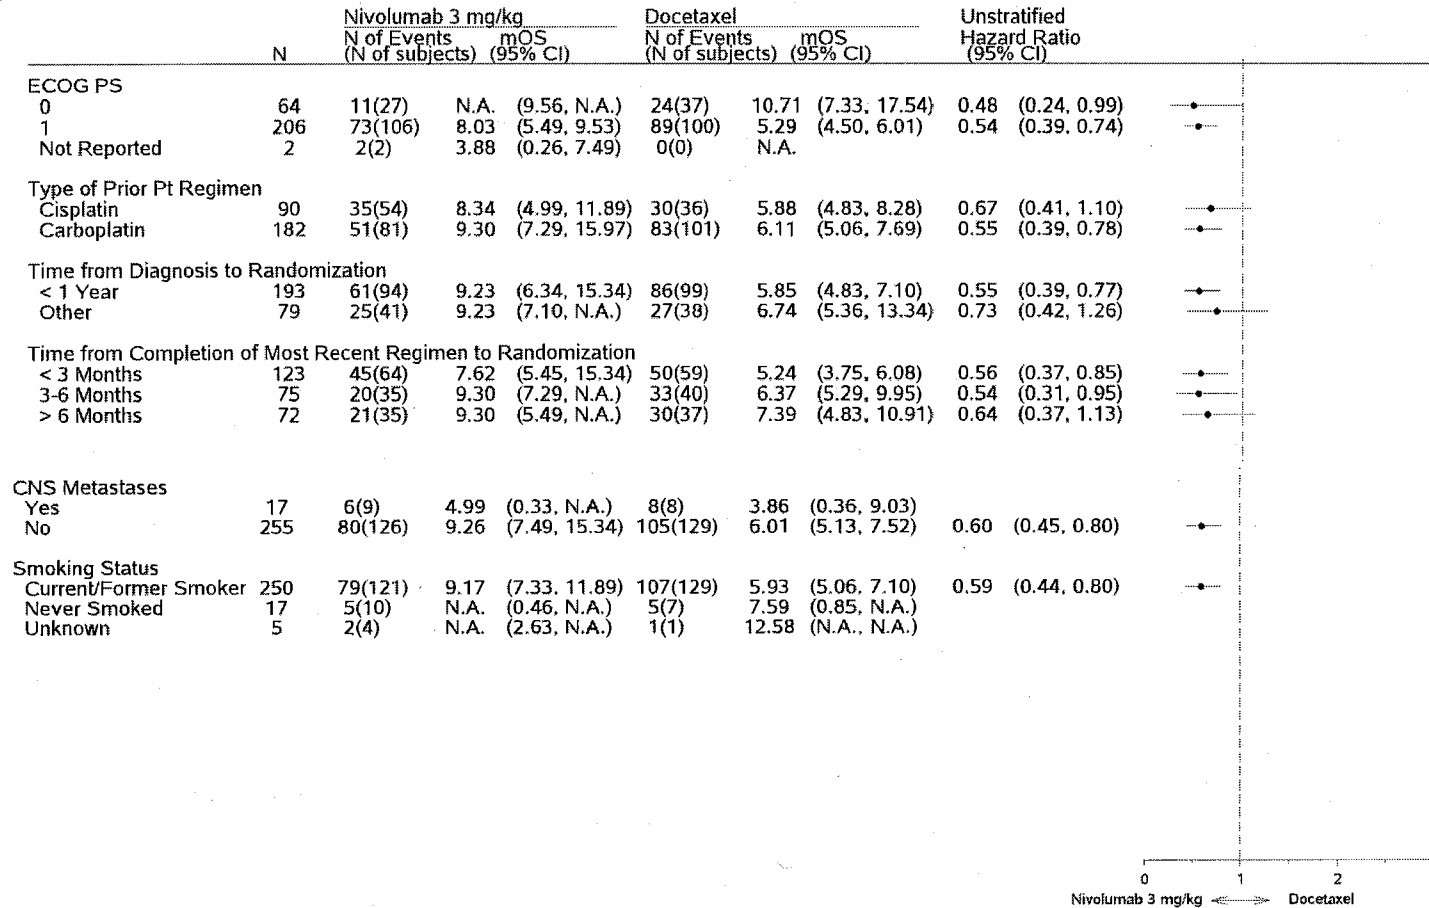 Nivolumab 3 mg/kg Docetaxel Unstratified
N of Events mOS N of Events mOS Hazard Ratio
N (N of subjects) (95% CI) (N of subjects) (95% CI) (95% CI)
ECOG PS
0 64 11(27) N.A. (9.56, N.A.) 24(37) 10.71 (7.33, 17.54) 0.48 (0.24, 0.99)
1 206 73(106) 8.03 (5.49, 9.53) 89(100) 5.29 (4.50, 6.01) 0.54 (0.39, 0.74)
Not Reported 2 2(2) 3.88 (0.26, 7.49) 0(0) N.A.
Type of Prior Pt Regimen
Cisplatin 90 35(54) 8.34 (4.99, 11.89) 30(36) 5.88 (4.83, 8.28) 0.67 (0.41, 1.10)
Carboplatin 182 51(81) 9.30 (7.29, 15.97) 83(101) 6.11 (5.06, 7.69) 0.55 (0.39, 0.78)
Time from Diagnosis to Randomization
< 1 Year 193 61(94) 9.23 (6.34, 15.34) 86(99) 5.85 (4.83, 7.10) 0.55 (0.39, 0.77)
Other 79 25(41) 9.23 (7.10, N.A.) 27(38) 6.74 (5.36, 13.34) 0.73 (0.42, 1.26)
Time from Completion of Most Recent Regimen to Randomization
< 3 Months 123 45(64) 7.62 (5.45, 15.34) 50(59) 5.24 (3.75, 6.08) 0.56 (0.37, 0.85)
3-6 Months 75 20(35) 9.30 (7.29, N.A.) 33(40) 6.37 (5.29, 9.95) 0.54 (0.31, 0.95)
> 6 Months 72 21(35) 9.30 (5.49, N.A.) 30(37) 7.39 (4.83, 10.91) 0.64 (0.37, 1.13)
CNS Metastases
Yes 17 6(9) 4.99 (0.33, N.A.) 8(8) 3.86 (0.36, 9.03)
No 255 80(126) 9.26 (7.49, 15.34) 105(129) 6.01 (5.13, 7.52) 0.60 (0.45, 0.80)
Smoking Status
Current/Former Smoker 250 79(121) 9.17 (7.33, 11.89) 107(129) 5.93 (5.06, 7.10) 0.59 (0.44, 0.80)
Never Smoked 17 5(10) N.A. (0.46, N.A.) 5(7) 7.59 (0.85, N.A.)
Unknown 5 2(4) N.A. (2.63, N.A.) 1(1) 12.58 (N.A., N.A.)
0 1 2
Nivolumab 3 mg/kg Docetaxel